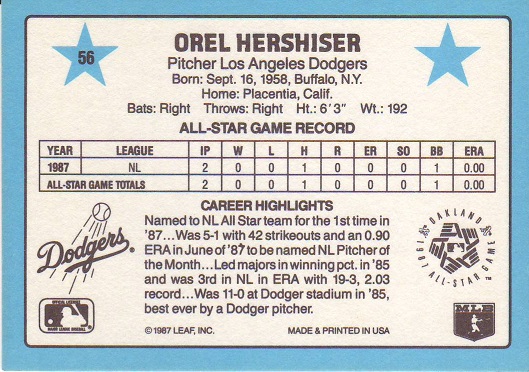 56
OREL HERSHISER
Pitcher Los Angeles Dodgers
Born: Sept. 16, 1958, Buffalo, N.Y.
Home: Placentia, Calif.
Bats: Right Throws: Right Ht.: 6'3" Wt.: 192
ALL-STAR GAME RECORD
YEAR LEAGUE IP W L H R ER SO BB ERA
1987 NL 2 0 0 1 0 0 0 1 0.00
ALL-STAR GAME TOTALS 2 0 0 1 0 0 0 1 0.00
CAREER HIGHLIGHTS
Named to NL All Star team for the 1st time in
'87...Was 5-1 with 42 strikeouts and an 0.90
ERA in June of '87 to be named NL Pitcher of
the Month...Led majors in winning pct. in '85
and was 3rd in NL in ERA with 19-3, 2.03
record...Was 11-0 at Dodger stadium in '85,
best ever by a Dodger pitcher.
Dodgers
OAKLAND
1987 ALL-STAR GAME
OFFICIAL LICENSEE
MAJOR LEAGUE BASEBALL
MLB
©1987 LEAF, INC. MADE & PRINTED IN USA